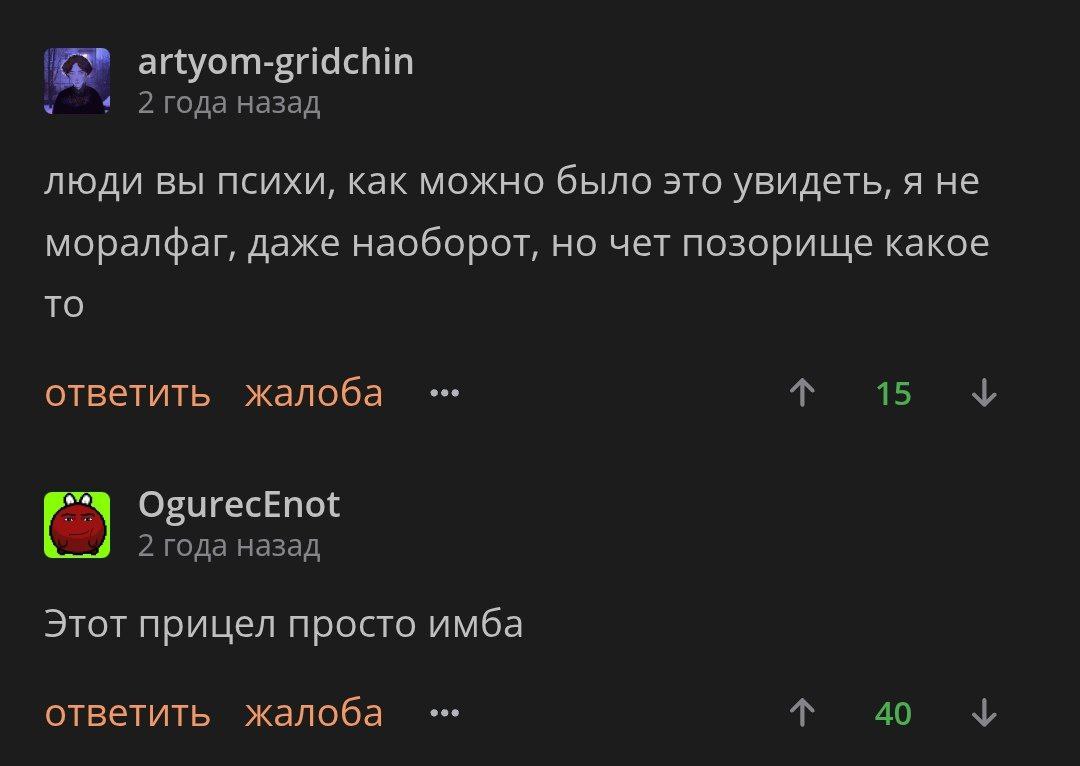 artyom-gridchin
2 года назад
люди вы психи, как можно было это увидеть, я не
моралфаг, даже наоборот, но чет позорище какое
то
ответить жалоба ••• 15
OgurecEnot
2 года назад
Этот прицел просто имба
ответить жалоба ••• 40